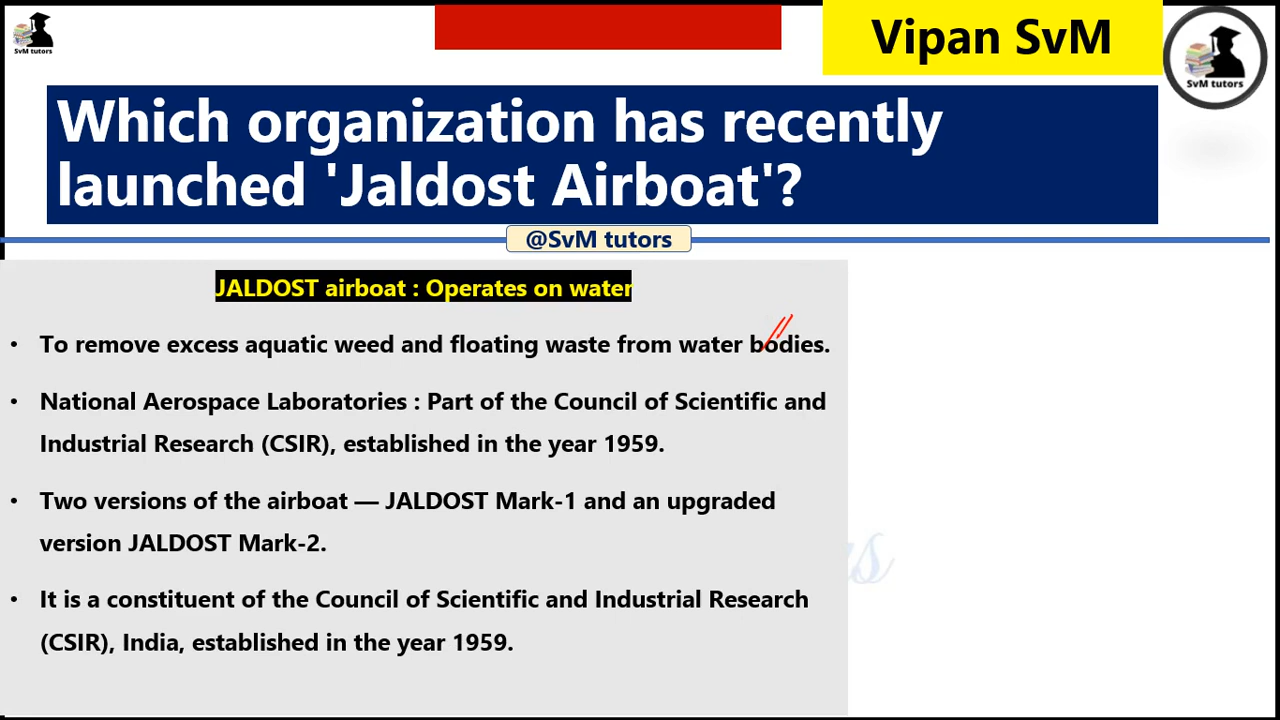 SvM tutors
Vipan SvM
SvM tutors
Which organization has recently
launched 'Jaldost Airboat'?
@SvM tutors
JALDOST airboat : Operates on water
• To remove excess aquatic weed and floating waste from water bodies.
• National Aerospace Laboratories : Part of the Council of Scientific and
Industrial Research (CSIR), established in the year 1959.
• Two versions of the airboat — JALDOST Mark-1 and an upgraded
version JALDOST Mark-2.
• It is a constituent of the Council of Scientific and Industrial Research
(CSIR), India, established in the year 1959.